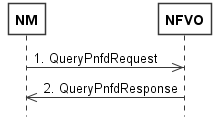 NM NFVO
1. QueryPnfdRequest
2. QueryPnfdResponse